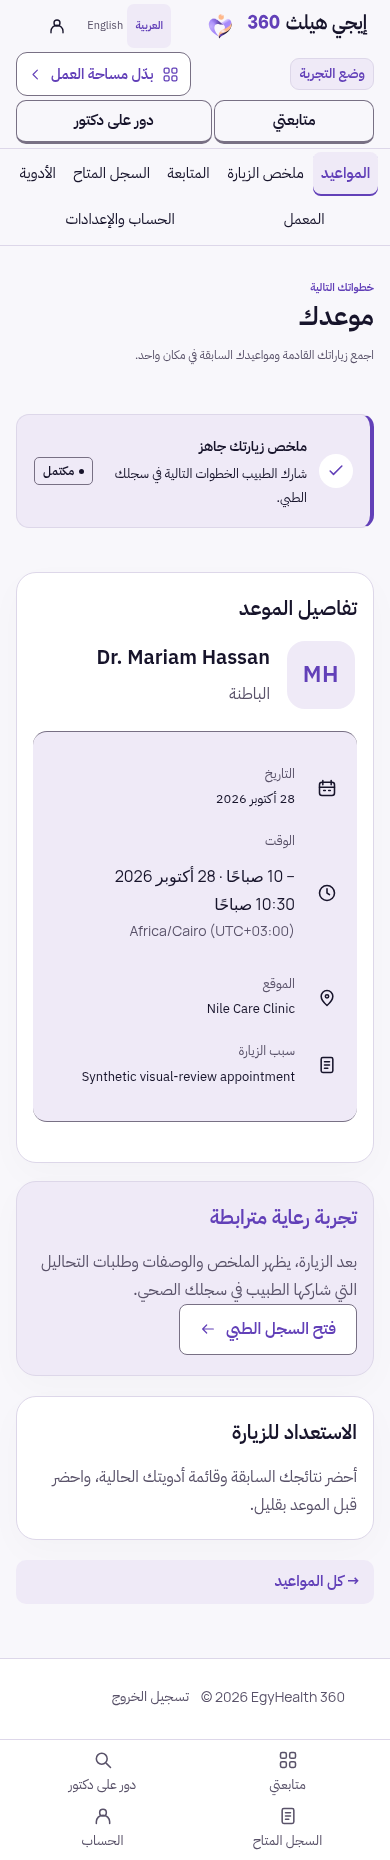 إيجي هيلث 360
العربية
English
وضع التجربة
بدّل مساحة العمل
متابعتي
دور على دكتور
المواعيد
ملخص الزيارة
المتابعة
السجل المتاح
الأدوية
المعمل
الحساب والإعدادات
خطواتك التالية
موعدك
اجمع زياراتك القادمة ومواعيدك السابقة في مكان واحد.
ملخص زيارتك جاهز
شارك الطبيب الخطوات التالية في سجلك
الطبي.
مكتمل
تفاصيل الموعد
MH
Dr. Mariam Hassan
الباطنة
التاريخ
28 أكتوبر 2026
الوقت
28 أكتوبر 2026 · 10 صباحًا –
10:30 صباحًا
Africa/Cairo (UTC+03:00)
الموقع
Nile Care Clinic
سبب الزيارة
Synthetic visual-review appointment
تجربة رعاية مترابطة
بعد الزيارة، يظهر الملخص والوصفات وطلبات التحاليل
التي شاركها الطبيب في سجلك الصحي.
فتح السجل الطبي ←
الاستعداد للزيارة
أحضر نتائجك السابقة وقائمة أدويتك الحالية، واحضر
قبل الموعد بقليل.
→ كل المواعيد
© 2026 EgyHealth 360
تسجيل الخروج
متابعتي
دور على دكتور
السجل المتاح
الحساب